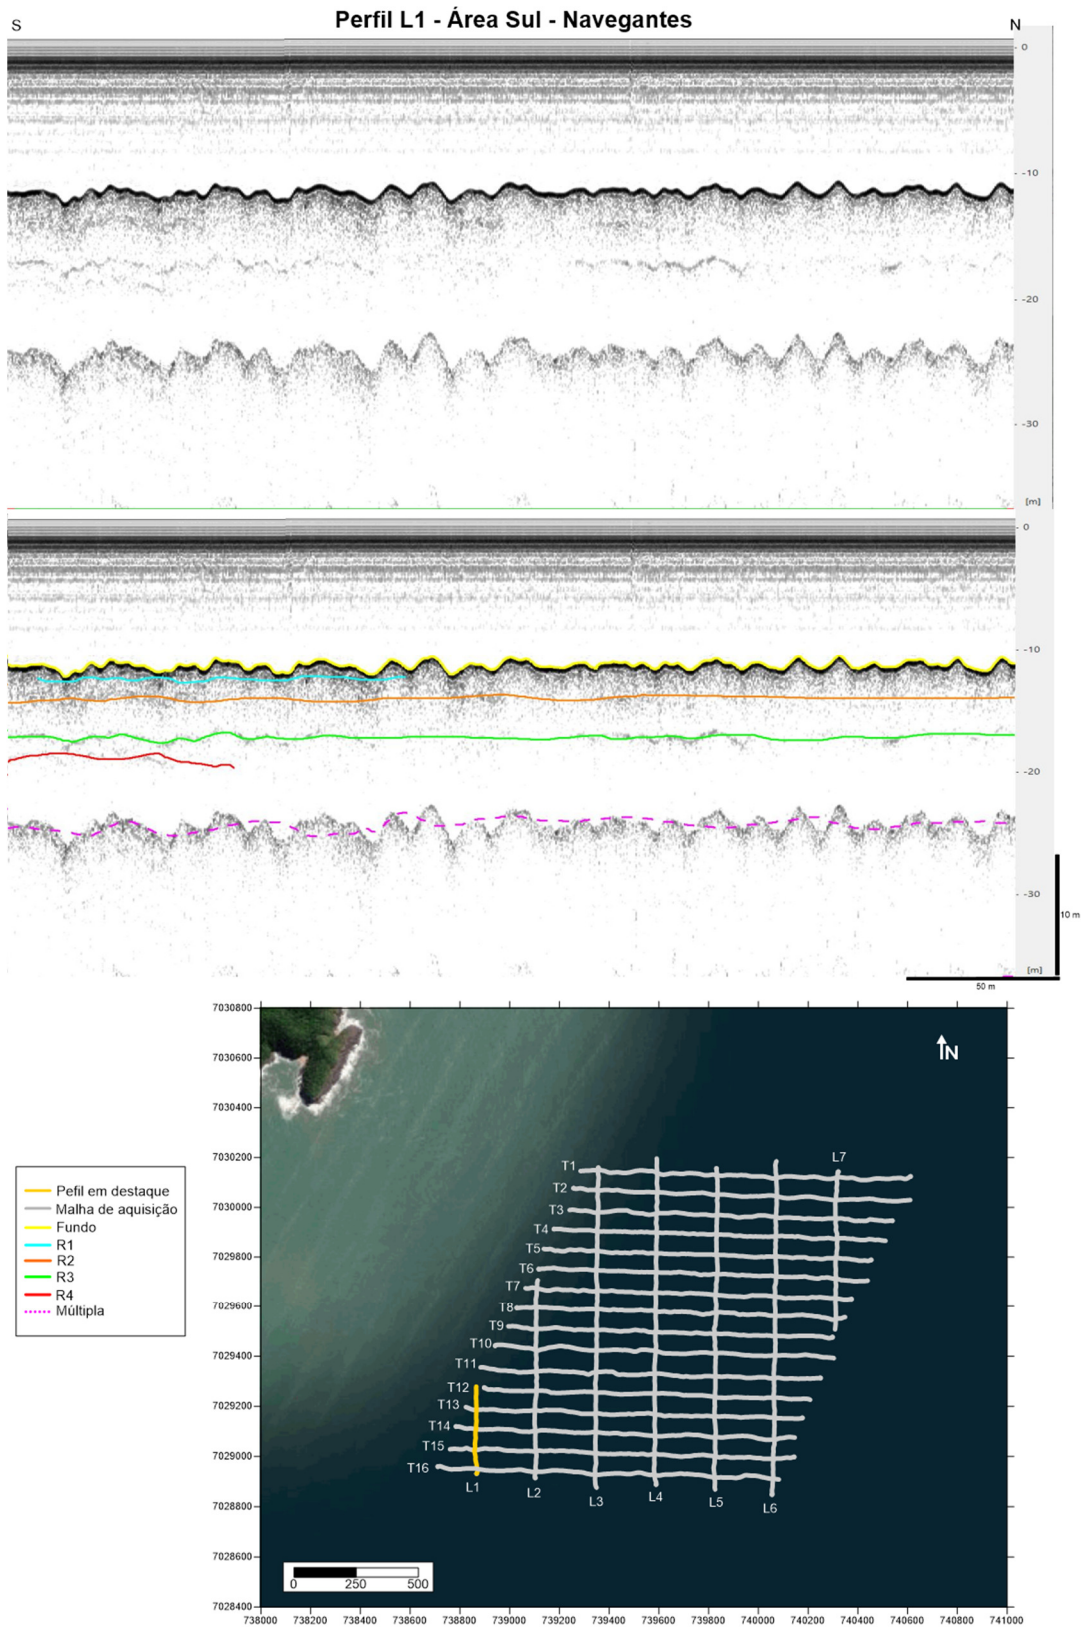 Perfil L1 - Área Sul - Navegantes
S
N
0
-10
-20
-30
[m]
0
-10
-20
-30
[m]
10 m
50 m
7030800
7030600
7030400
7030200
7030000
7029800
7029600
7029400
7029200
7029000
7028800
7028600
7028400
N
T1
T2
T3
T4
T5
T6
T7
T8
T9
T10
T11
T12
T13
T14
T15
T16
L7
L1
L2
L3
L4
L5
L6
Pefil em destaque
Malha de aquisição
Fundo
R1
R2
R3
R4
Múltipla
0 250 500
738000 738200 738400 738600 738800 739000 739200 739400 739600 739800 740000 740200 740400 740600 740800 741000